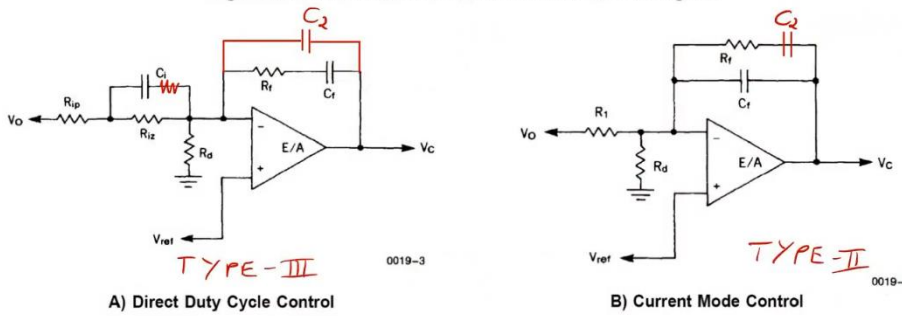 C2
C2
Ci
Rf
Cf
Rf
Cf
Rip
Riz
Rd
VO
E/A
VC
R1
Rd
VO
E/A
VC
Vref
Vref
TYPE-III
0019-3
TYPE-II
0019-
A) Direct Duty Cycle Control
B) Current Mode Control